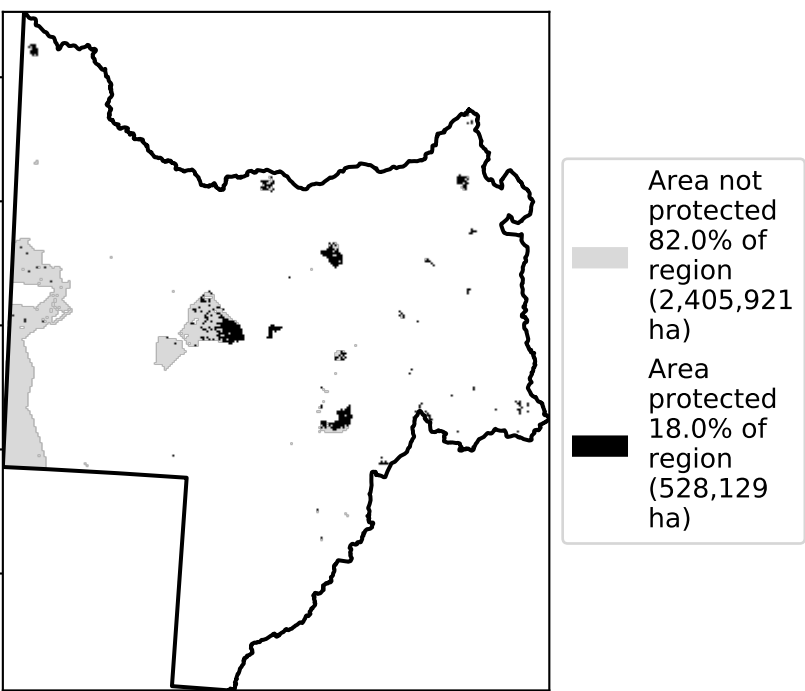 Area not
protected
82.0% of
region
(2,405,921
ha)
Area
protected
18.0% of
region
(528,129
ha)